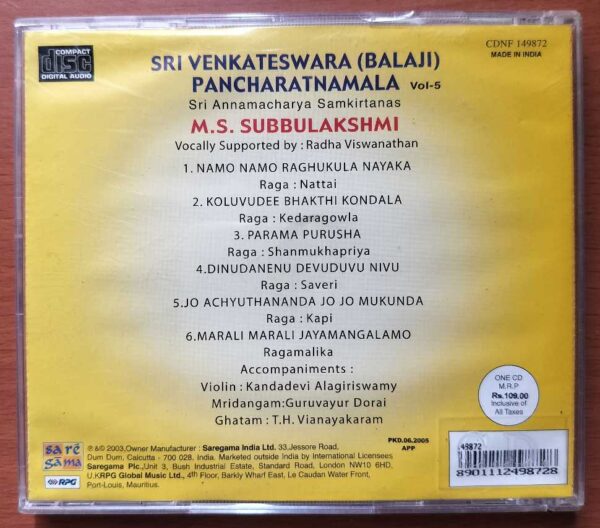 COMPACT
disc
DIGITAL AUDIO
CDNF 149872
MADE IN INDIA
SRI VENKATESWARA (BALAJI)
PANCHARATNAMALA Vol-5
Sri Annamacharya Samkirtanas
M.S. SUBBULAKSHMI
Vocally Supported by : Radha Viswanathan
1. NAMO NAMO RAGHUKULA NAYAKA
Raga : Nattai
2. KOLUVUDEE BHAKTHI KONDALA
Raga : Kedaragowla
3. PARAMA PURUSHA
Raga : Shanmukhapriya
4.DINUDANENU DEVUDUVU NIVU
Raga : Saveri
5.JO ACHYUTHANANDA JO JO MUKUNDA
Raga : Kapi
6.MARALI MARALI JAYAMANGALAMO
Ragamalika
Accompaniments :
Violin : Kandadevi Alagiriswamy
Mridangam:Guruvayur Dorai
Ghatam : T.H. Vianayakaram
ONE CD
M.R.P
Rs.109.00
Inclusive of
All Taxes
PKD.06.2005
APP
sa re
ga ma
RPG
℗ &© 2003,Owner Manufacturer : Saregama India Ltd. 33,Jessore Road,
Dum Dum, Calcutta - 700 028. India. Marketed outside India by International Licensees
Saregama Plc.,Unit 3, Bush Industrial Estate, Standard Road, London NW10 6HD,
U.K\RPG Global Music Ltd., 4th Floor, Barkly Wharf East, Le Caudan Water Front,
Port-Louis, Mauritius.
149872
8901112498728